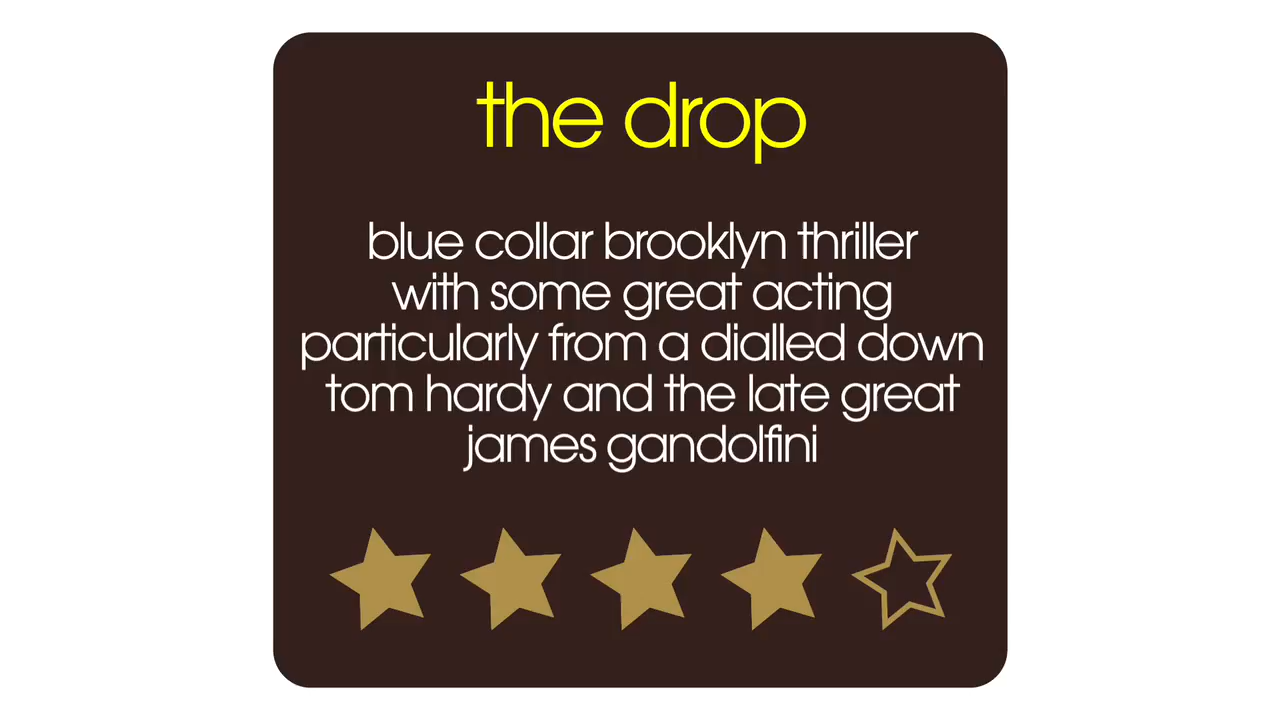 the drop
blue collar brooklyn thriller
with some great acting
particularly from a dialled down
tom hardy and the late great
james gandolfini